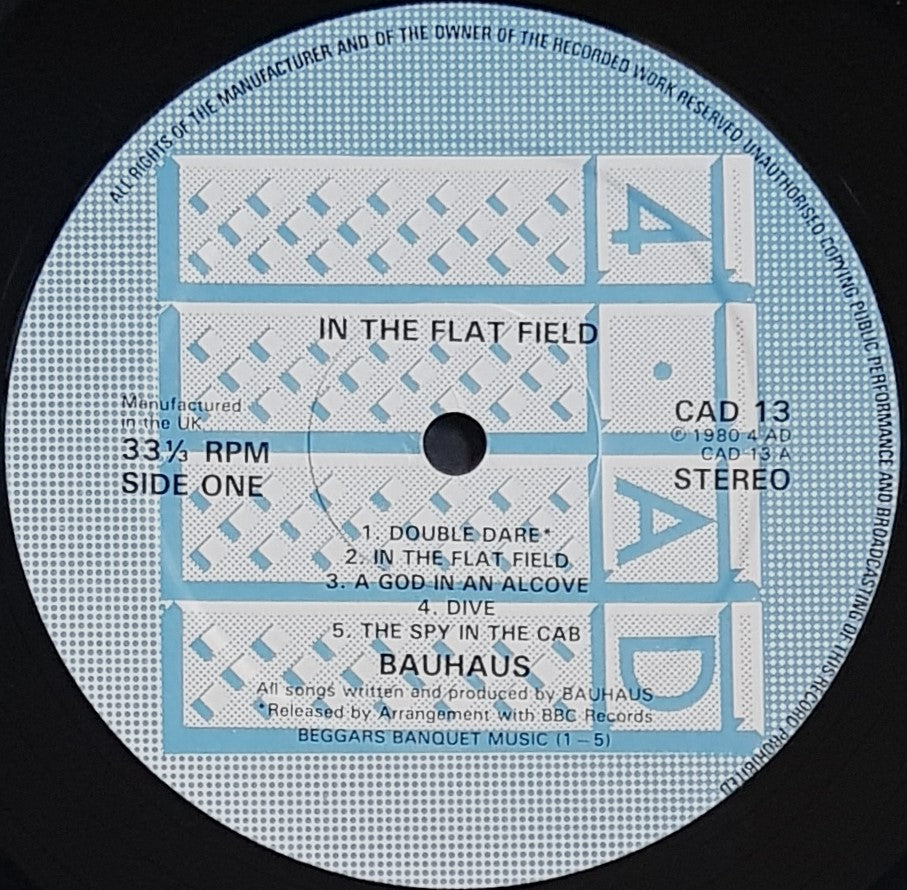 ALL RIGHTS OF THE MANUFACTURER AND OF THE OWNER OF THE RECORDED WORK RESERVED UNAUTHORISED COPYING PUBLIC PERFORMANCE AND BROADCASTING OF THIS RECORD PROHIBITED
4 · A D
IN THE FLAT FIELD
Manufactured
in the UK
33⅓ RPM
SIDE ONE
CAD 13
℗ 1980 4 AD
CAD 13 A
STEREO
1. DOUBLE DARE*
2. IN THE FLAT FIELD
3. A GOD IN AN ALCOVE
4. DIVE
5. THE SPY IN THE CAB
BAUHAUS
All songs written and produced by BAUHAUS
*Released by Arrangement with BBC Records
BEGGARS BANQUET MUSIC (1 – 5)